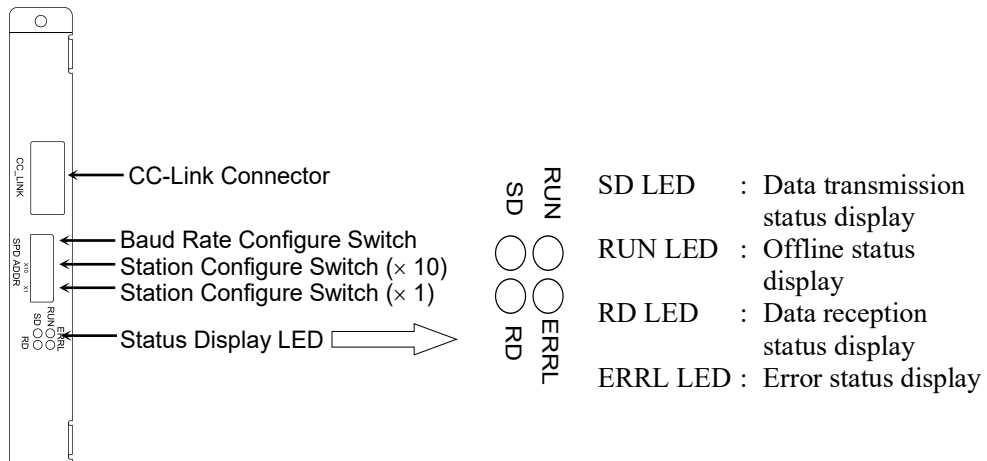 CC_LINK
CC-Link Connector
SPD ADDR
X10
X1
Baud Rate Configure Switch
Station Configure Switch (× 10)
Station Configure Switch (× 1)
RUN
SD
ERRL
RD
Status Display LED
SD
RUN
RD
ERRL
SD LED : Data transmission
status display
RUN LED : Offline status
display
RD LED : Data reception
status display
ERRL LED : Error status display